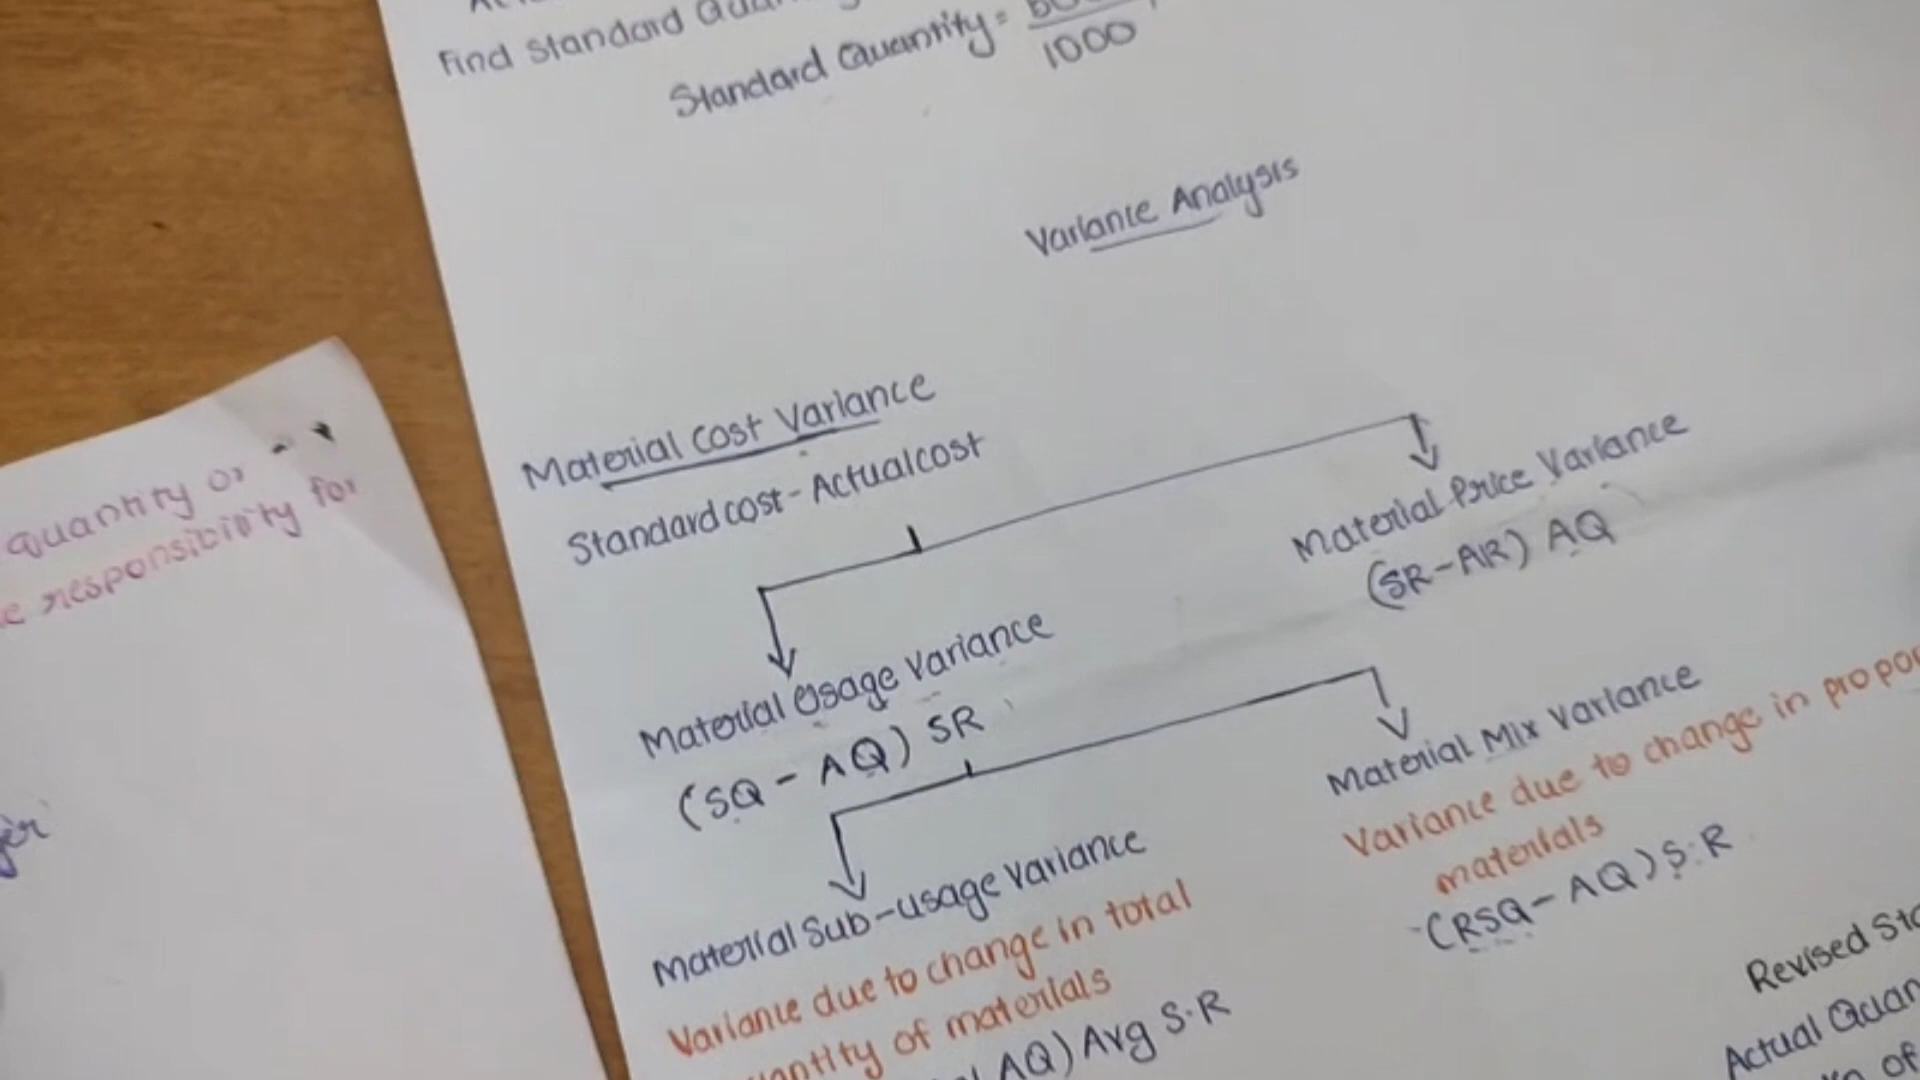 Find Standard
Standard Quantity =
1000
Variance Analysis
Material Cost Variance
Standard cost - Actual cost
Material Price Variance
(SR-AR) AQ
Material Usage Variance
(SQ - AQ) SR
Material Mix Variance
Variance due to change in
materials
(RSQ - AQ) S.R
Material Sub-usage Variance
Variance due to change in total
of materials
AQ) Avg S.R
Revised
Actual
of
quantity or
responsibility for